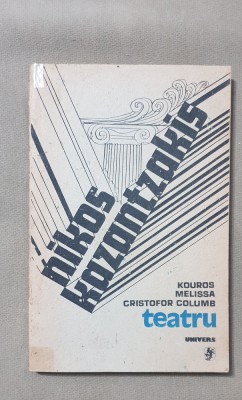 nikos
kazantzakis
KOUROS
MELISSA
CRISTOFOR COLUMB
teatru
UNIVERS